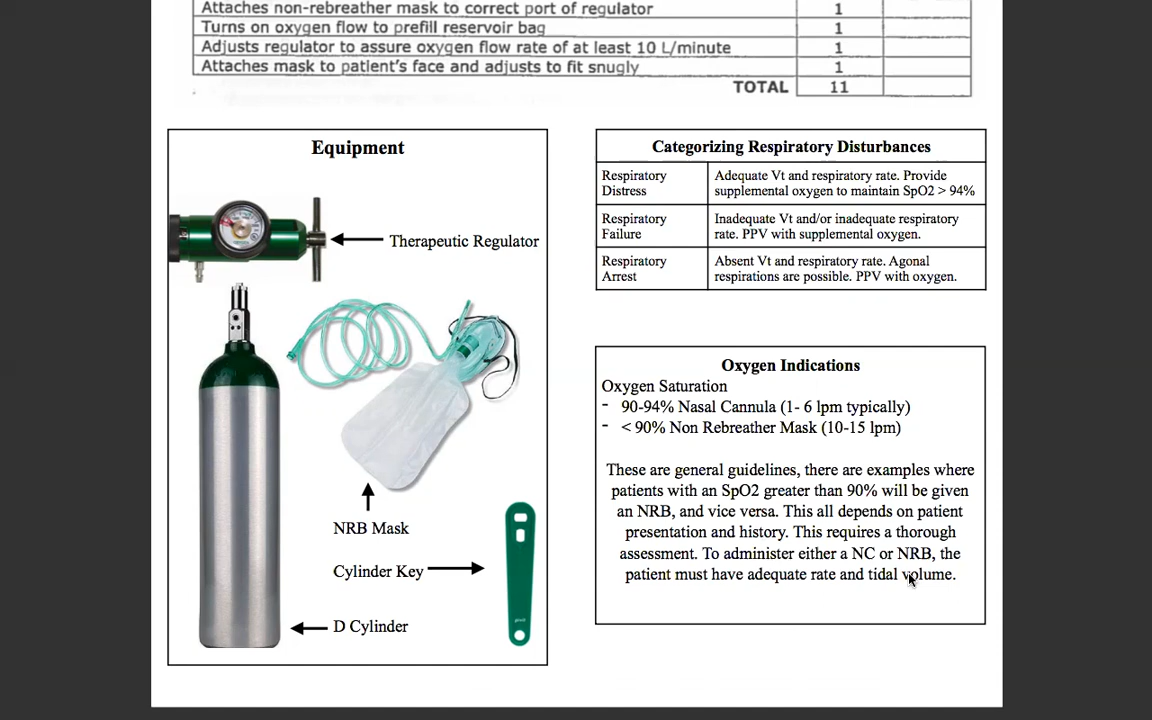 Attaches non-rebreather mask to correct port of regulator 1
Turns on oxygen flow to prefill reservoir bag 1
Adjusts regulator to assure oxygen flow rate of at least 10 L/minute 1
Attaches mask to patient's face and adjusts to fit snugly 1
TOTAL 11
Equipment
Therapeutic Regulator
NRB Mask
Cylinder Key
D Cylinder
Categorizing Respiratory Disturbances
Respiratory
Distress
Adequate Vt and respiratory rate. Provide
supplemental oxygen to maintain SpO2 > 94%
Respiratory
Failure
Inadequate Vt and/or inadequate respiratory
rate. PPV with supplemental oxygen.
Respiratory
Arrest
Absent Vt and respiratory rate. Agonal
respirations are possible. PPV with oxygen.
Oxygen Indications
Oxygen Saturation
- 90-94% Nasal Cannula (1- 6 lpm typically)
- < 90% Non Rebreather Mask (10-15 lpm)
These are general guidelines, there are examples where
patients with an SpO2 greater than 90% will be given
an NRB, and vice versa. This all depends on patient
presentation and history. This requires a thorough
assessment. To administer either a NC or NRB, the
patient must have adequate rate and tidal volume.